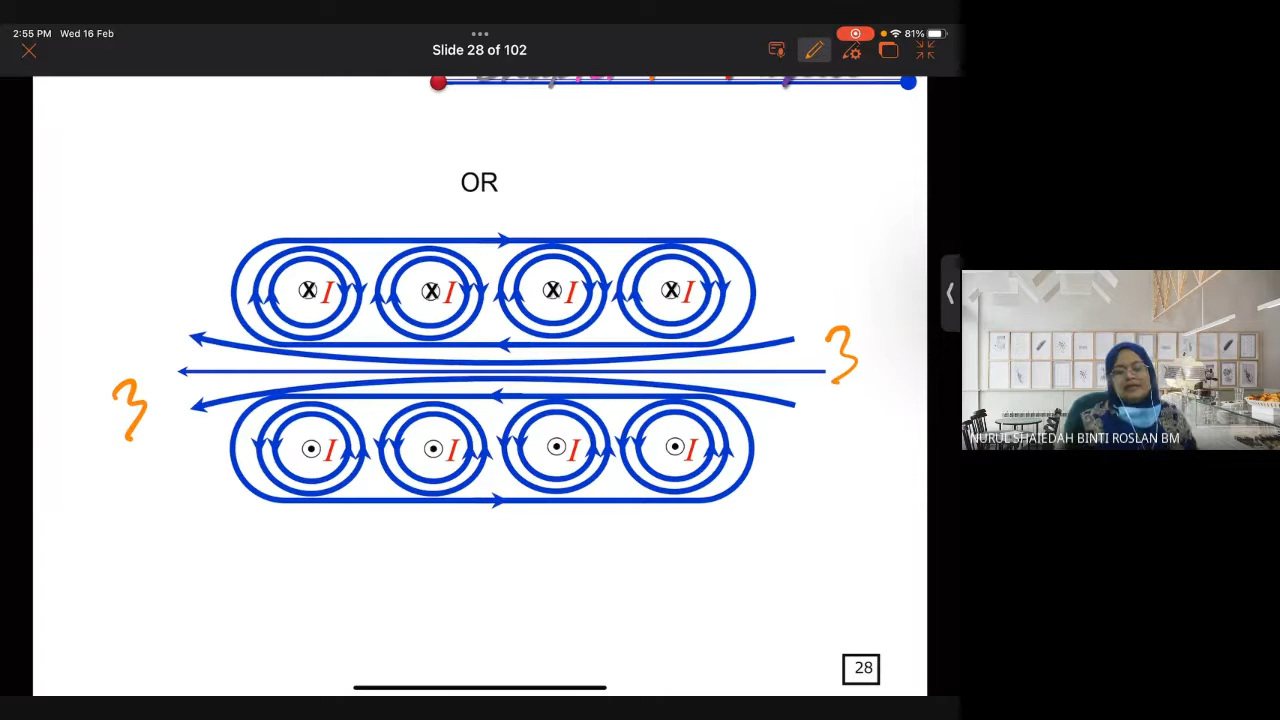 2:55 PM Wed 16 Feb
81%
Slide 28 of 102
OR
X I X I X I X I
3
3
I I I I
NURUL SHAIEDAH BINTI ROSLAN BM
28